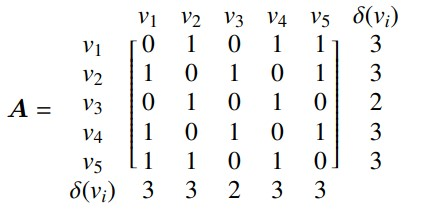 v1 v2 v3 v4 v5 δ(vi)
v1 0 1 0 1 1 3
v2 1 0 1 0 1 3
A = v3 0 1 0 1 0 2
v4 1 0 1 0 1 3
v5 1 1 0 1 0 3
δ(vi) 3 3 2 3 3